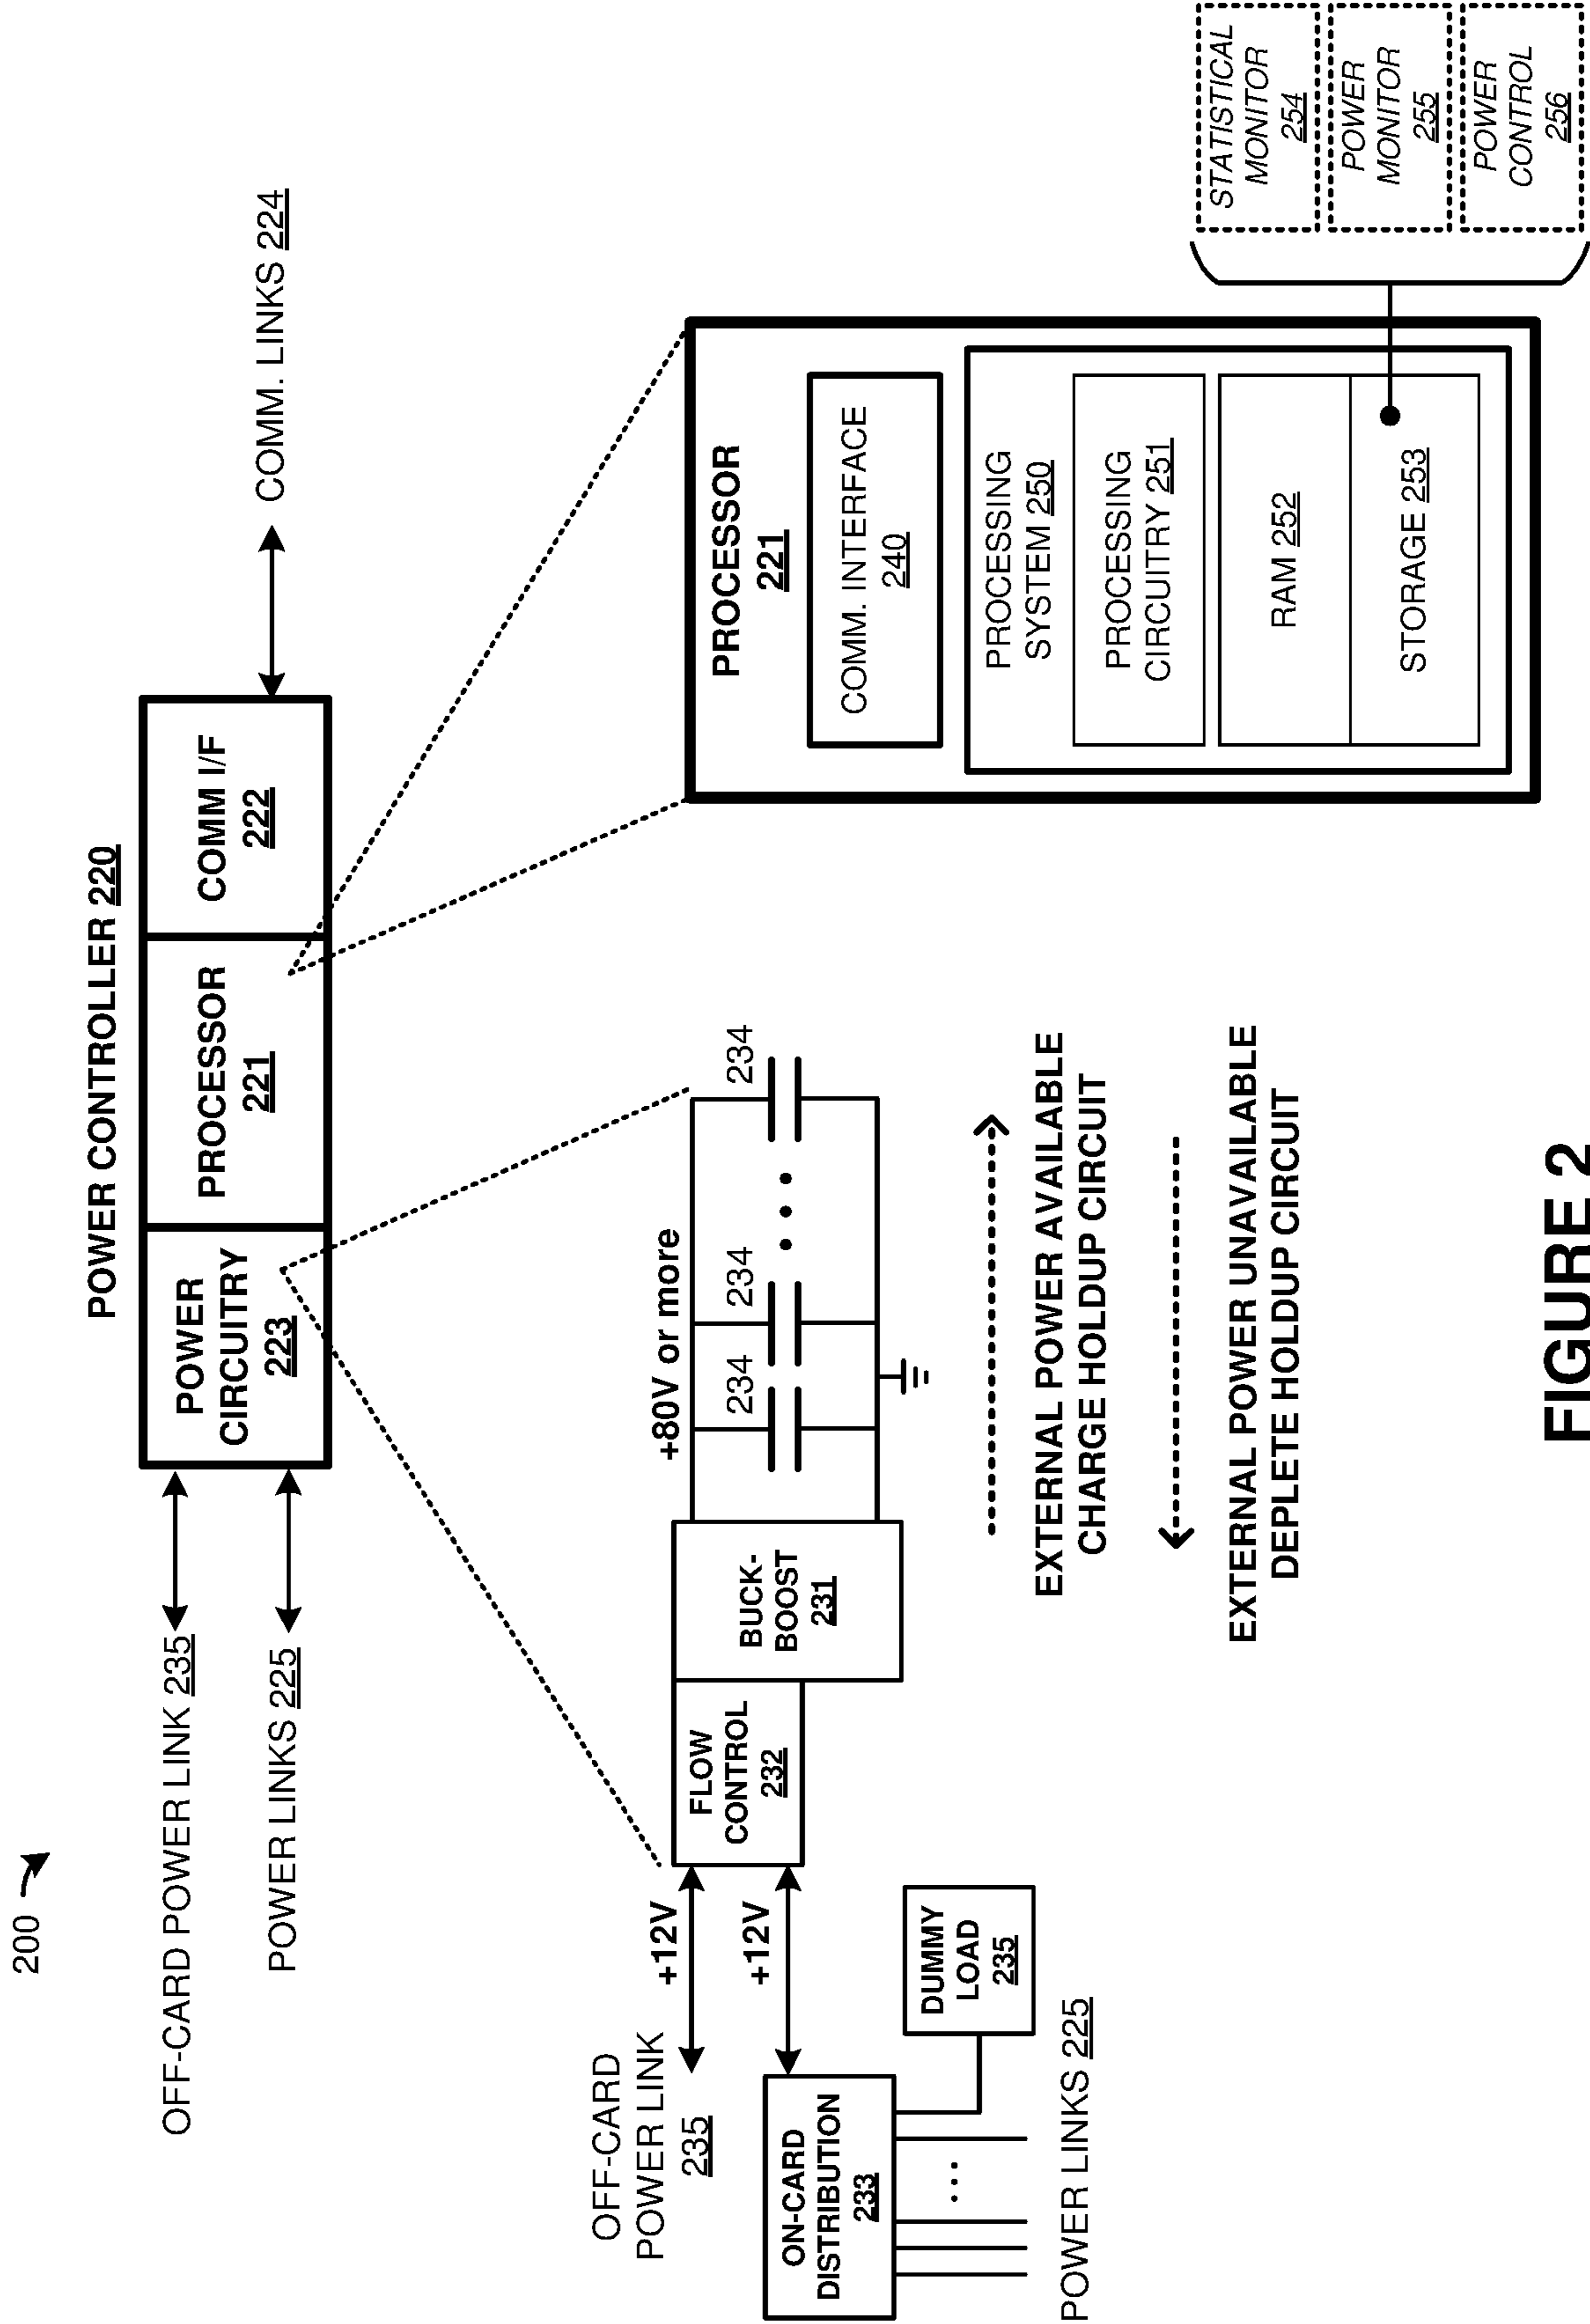 200
POWER CONTROLLER 220
OFF-CARD POWER LINK 235
POWER LINKS 225
POWER
CIRCUITRY
223
PROCESSOR
221
COMM I/F
222
COMM. LINKS 224
OFF-CARD
POWER LINK
235
+12V
+12V
ON-CARD
DISTRIBUTION
233
...
POWER LINKS 225
DUMMY
LOAD
235
FLOW
CONTROL
232
BUCK-
BOOST
231
+80V or more
234
234
234
EXTERNAL POWER AVAILABLE
CHARGE HOLDUP CIRCUIT
EXTERNAL POWER UNAVAILABLE
DEPLETE HOLDUP CIRCUIT
PROCESSOR
221
COMM. INTERFACE
240
PROCESSING
SYSTEM 250
PROCESSING
CIRCUITRY 251
RAM 252
STORAGE 253
STATISTICAL
MONITOR
254
POWER
MONITOR
255
POWER
CONTROL
256
FIGURE 2